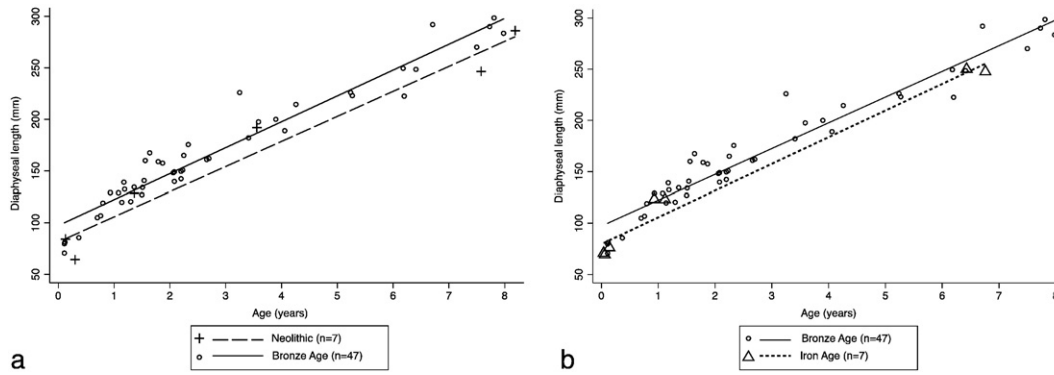 300
250
200
150
100
50
Diaphyseal length (mm)
0 1 2 3 4 5 6 7 8
Age (years)
Neolithic (n=7)
Bronze Age (n=47)
a
300
250
200
150
100
50
Diaphyseal length (mm)
0 1 2 3 4 5 6 7 8
Age (years)
Bronze Age (n=47)
Iron Age (n=7)
b